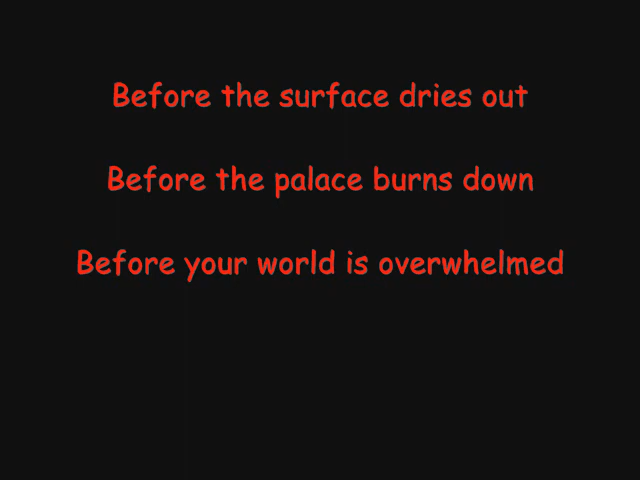 Before the surface dries out
Before the palace burns down
Before your world is overwhelmed